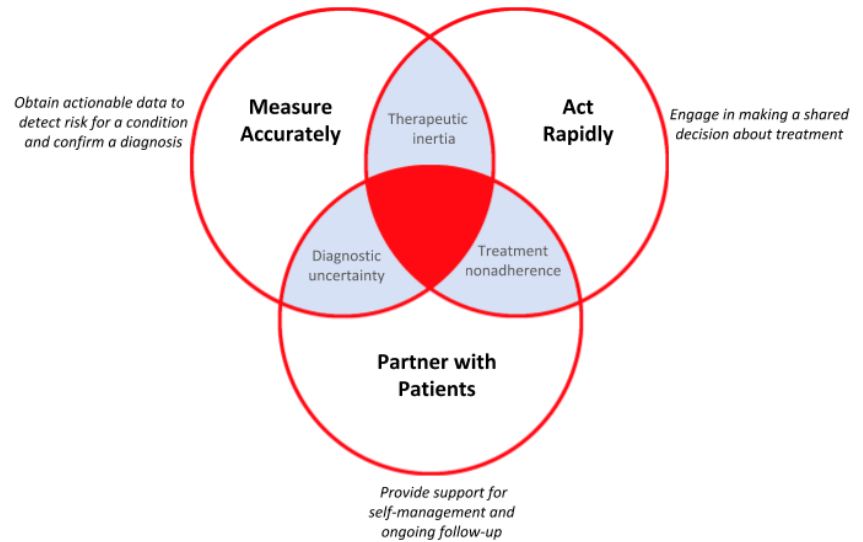 Measure
Accurately
Act
Rapidly
Obtain actionable data to
detect risk for a condition
and confirm a diagnosis
Therapeutic
inertia
Engage in making a shared
decision about treatment
Diagnostic
uncertainty
Treatment
nonadherence
Partner with
Patients
Provide support for
self-management and
ongoing follow-up